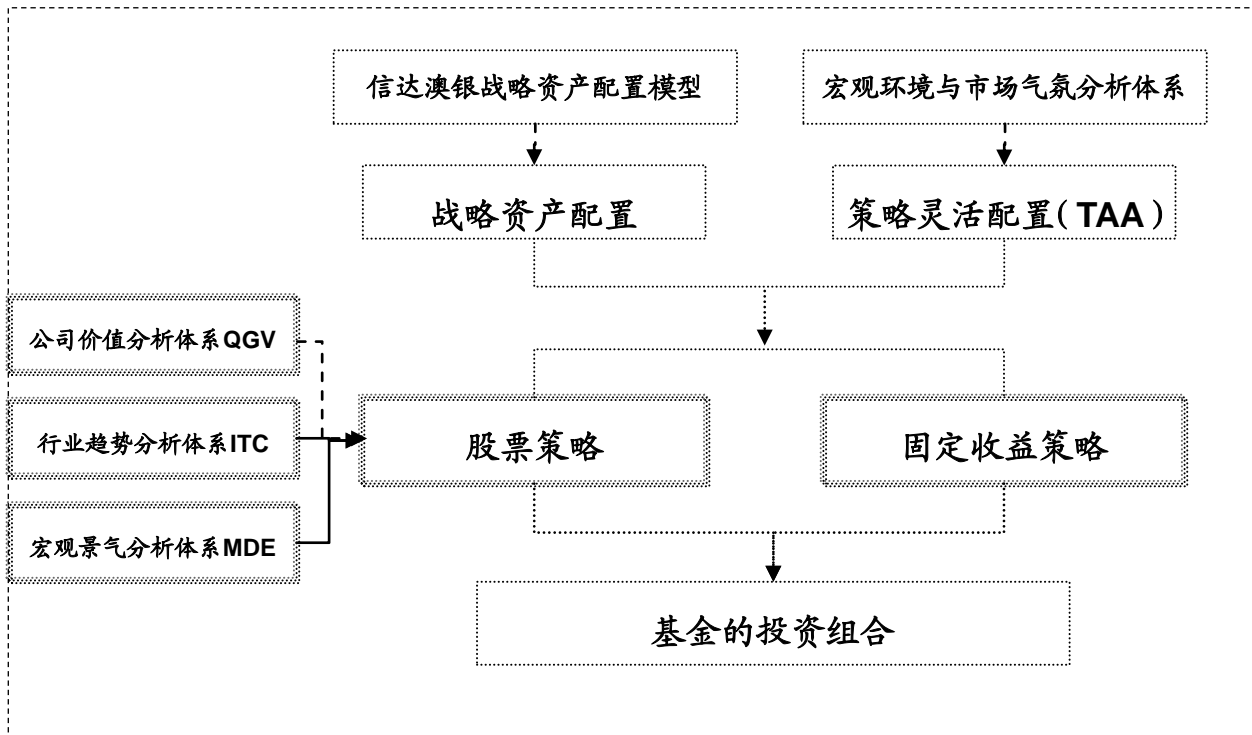 信达澳银战略资产配置模型
宏观环境与市场气氛分析体系
战略资产配置
策略灵活配置(TAA)
公司价值分析体系QGV
行业趋势分析体系ITC
宏观景气分析体系MDE
股票策略
固定收益策略
基金的投资组合